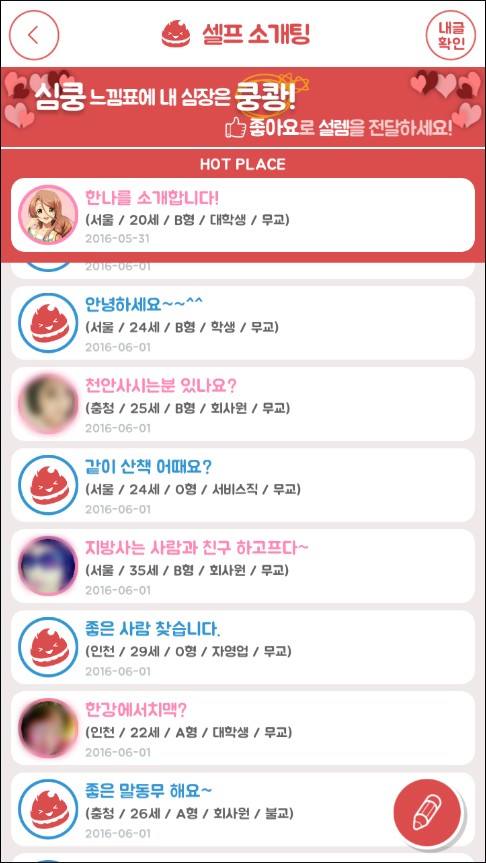 셀프 소개팅
내글
확인
심쿵 느낌표에 내 심장은 쿵쾅!
좋아요로 설렘을 전달하세요!
HOT PLACE
한나를 소개합니다!
(서울 / 20세 / B형 / 대학생 / 무교)
2016-05-31
2016-06-01
안녕하세요~~^^
(서울 / 24세 / B형 / 학생 / 무교)
2016-06-01
천안사시는분 있나요?
(충청 / 25세 / B형 / 회사원 / 무교)
2016-06-01
같이 산책 어때요?
(서울 / 24세 / O형 / 서비스직 / 무교)
2016-06-01
지방사는 사람과 친구 하고프다~
(서울 / 35세 / B형 / 회사원 / 무교)
2016-06-01
좋은 사람 찾습니다.
(인천 / 29세 / O형 / 자영업 / 무교)
2016-06-01
한강에서치맥?
(인천 / 22세 / A형 / 대학생 / 무교)
2016-06-01
좋은 말동무 해요~
(충청 / 26세 / A형 / 회사원 / 불교)
2016-06-01